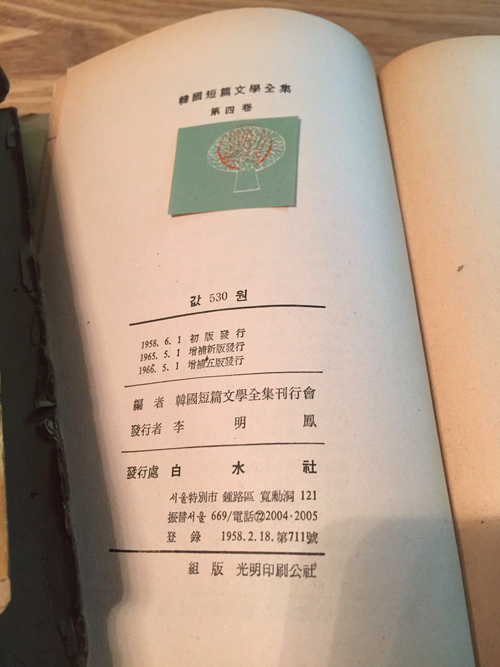 韓國短篇文學全集
第四卷
값 530 원
1958. 6. 1 初版發行
1965. 5. 1 增補新版發行
1966. 5. 1 增補五版發行
編者 韓國短篇文學全集刊行會
發行者 李明鳳
發行處 白水社
서울特別市 鍾路區 寬勳洞 121
振替서울 669/電話⑫2004·2005
登錄 1958.2.18. 第711號
組版 光明印刷公社